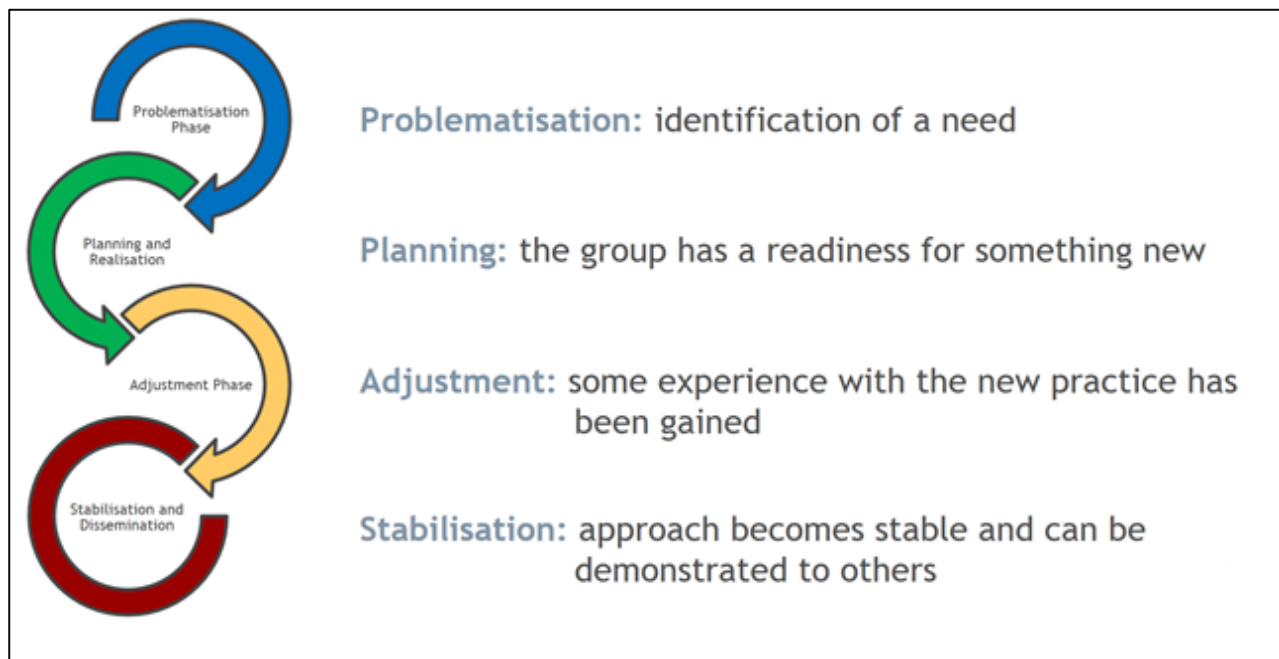 Problematisation
Phase
Problematisation: identification of a need
Planning and
Realisation
Planning: the group has a readiness for something new
Adjustment Phase
Adjustment: some experience with the new practice has
been gained
Stabilisation and
Dissemination
Stabilisation: approach becomes stable and can be
demonstrated to others